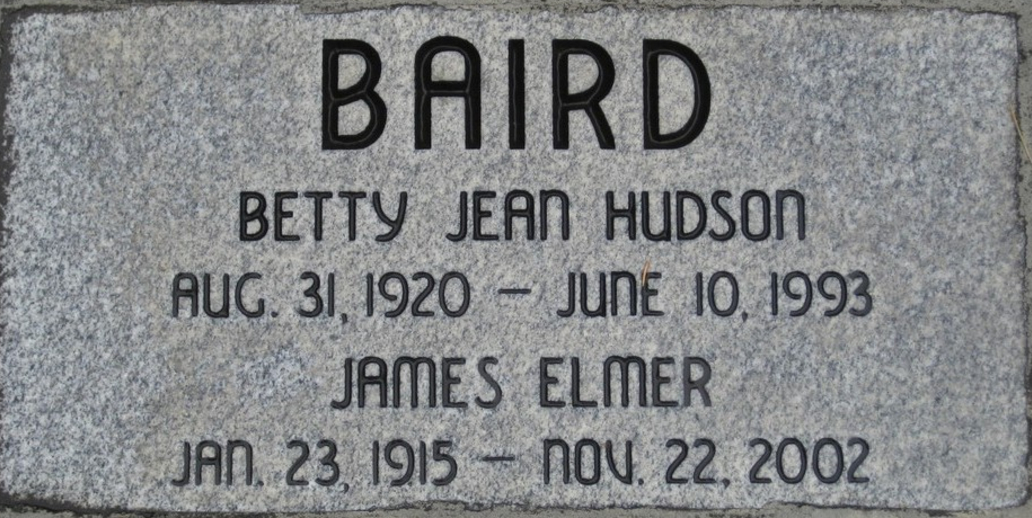 BAIRD
BETTY JEAN HUDSON
AUG. 31, 1920 – JUNE 10, 1993
JAMES ELMER
JAN. 23, 1915 – NOV. 22, 2002